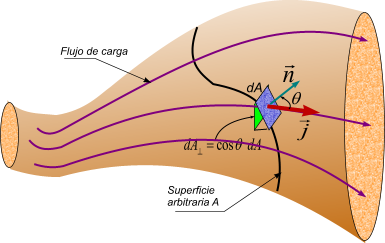 Flujo de carga
dA
n⃗
θ
j⃗
dA⊥ = cosθ dA
Superficie
arbitraria A